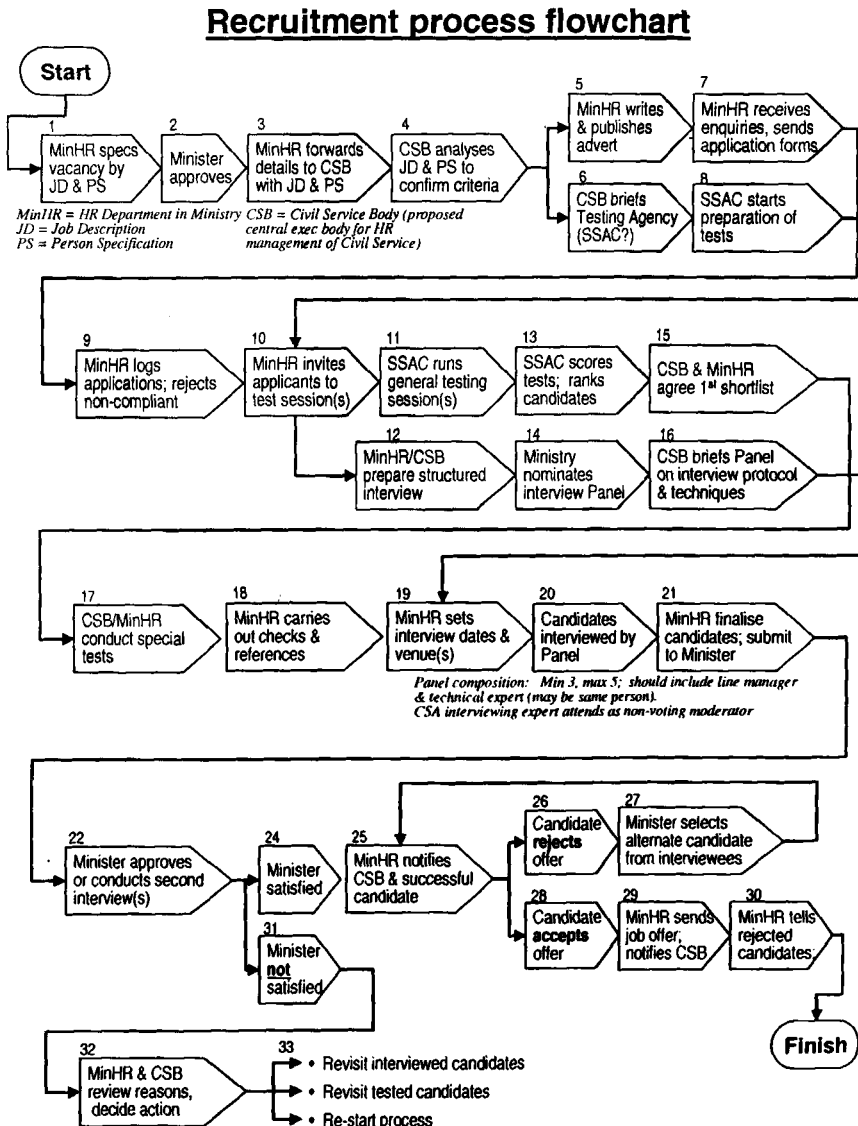 Recruitment process flowchart
Start
1
MinHR specs
vacancy by
JD & PS
2
Minister
approves
3
MinHR forwards
details to CSB
with JD & PS
4
CSB analyses
JD & PS to
confirm criteria
5
MinHR writes
& publishes
advert
7
MinHR receives
enquiries, sends
application forms
6
CSB briefs
Testing Agency
(SSAC?)
8
SSAC starts
preparation of
tests
MinHR = HR Department in Ministry
JD = Job Description
PS = Person Specification
CSB = Civil Service Body (proposed
central exec body for HR
management of Civil Service)
9
MinHR logs
applications; rejects
non-compliant
10
MinHR invites
applicants to
test session(s)
11
SSAC runs
general testing
session(s)
13
SSAC scores
tests; ranks
candidates
15
CSB & MinHR
agree 1st shortlist
12
MinHR/CSB
prepare structured
interview
14
Ministry
nominates
interview Panel
16
CSB briefs Panel
on interview protocol
& techniques
17
CSB/MinHR
conduct special
tests
18
MinHR carries
out checks &
references
19
MinHR sets
interview dates &
venue(s)
20
Candidates
interviewed by
Panel
21
MinHR finalise
candidates; submit
to Minister
Panel composition: Min 3, max 5; should include line manager
& technical expert (may be same person).
CSA interviewing expert attends as non-voting moderator
22
Minister approves
or conducts second
interview(s)
24
Minister
satisfied
25
MinHR notifies
CSB & successful
candidate
26
Candidate
rejects
offer
27
Minister selects
alternate candidate
from interviewees
28
Candidate
accepts
offer
29
MinHR sends
job offer;
notifies CSB
30
MinHR tells
rejected
candidates;
31
Minister
not
satisfied
Finish
32
MinHR & CSB
review reasons,
decide action
33
• Revisit interviewed candidates
• Revisit tested candidates
• Re-start process